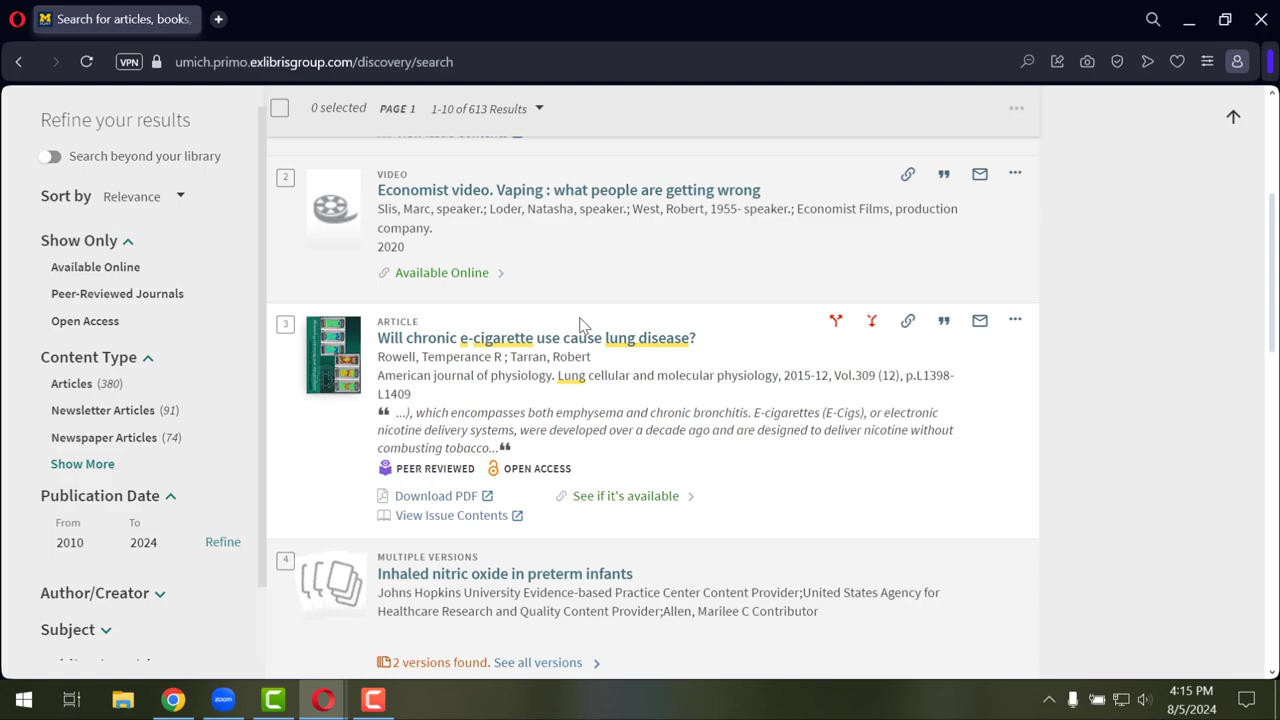 Search for articles, books,
VPN
umich.primo.exlibrisgroup.com/discovery/search
Refine your results
Search beyond your library
Sort by Relevance
Show Only
Available Online
Peer-Reviewed Journals
Open Access
Content Type
Articles (380)
Newsletter Articles (91)
Newspaper Articles (74)
Show More
Publication Date
From To
2010 2024 Refine
Author/Creator
Subject
0 selected PAGE 1 1-10 of 613 Results
2
VIDEO
Economist video. Vaping : what people are getting wrong
Slis, Marc, speaker.; Loder, Natasha, speaker.; West, Robert, 1955- speaker.; Economist Films, production
company.
2020
Available Online
3
ARTICLE
Will chronic e-cigarette use cause lung disease?
Rowell, Temperance R ; Tarran, Robert
American journal of physiology. Lung cellular and molecular physiology, 2015-12, Vol.309 (12), p.L1398-
L1409
...), which encompasses both emphysema and chronic bronchitis. E-cigarettes (E-Cigs), or electronic
nicotine delivery systems, were developed over a decade ago and are designed to deliver nicotine without
combusting tobacco...
PEER REVIEWED OPEN ACCESS
Download PDF See if it's available
View Issue Contents
4
MULTIPLE VERSIONS
Inhaled nitric oxide in preterm infants
Johns Hopkins University Evidence-based Practice Center Content Provider;United States Agency for
Healthcare Research and Quality Content Provider;Allen, Marilee C Contributor
2 versions found. See all versions
zoom
4:15 PM
8/5/2024